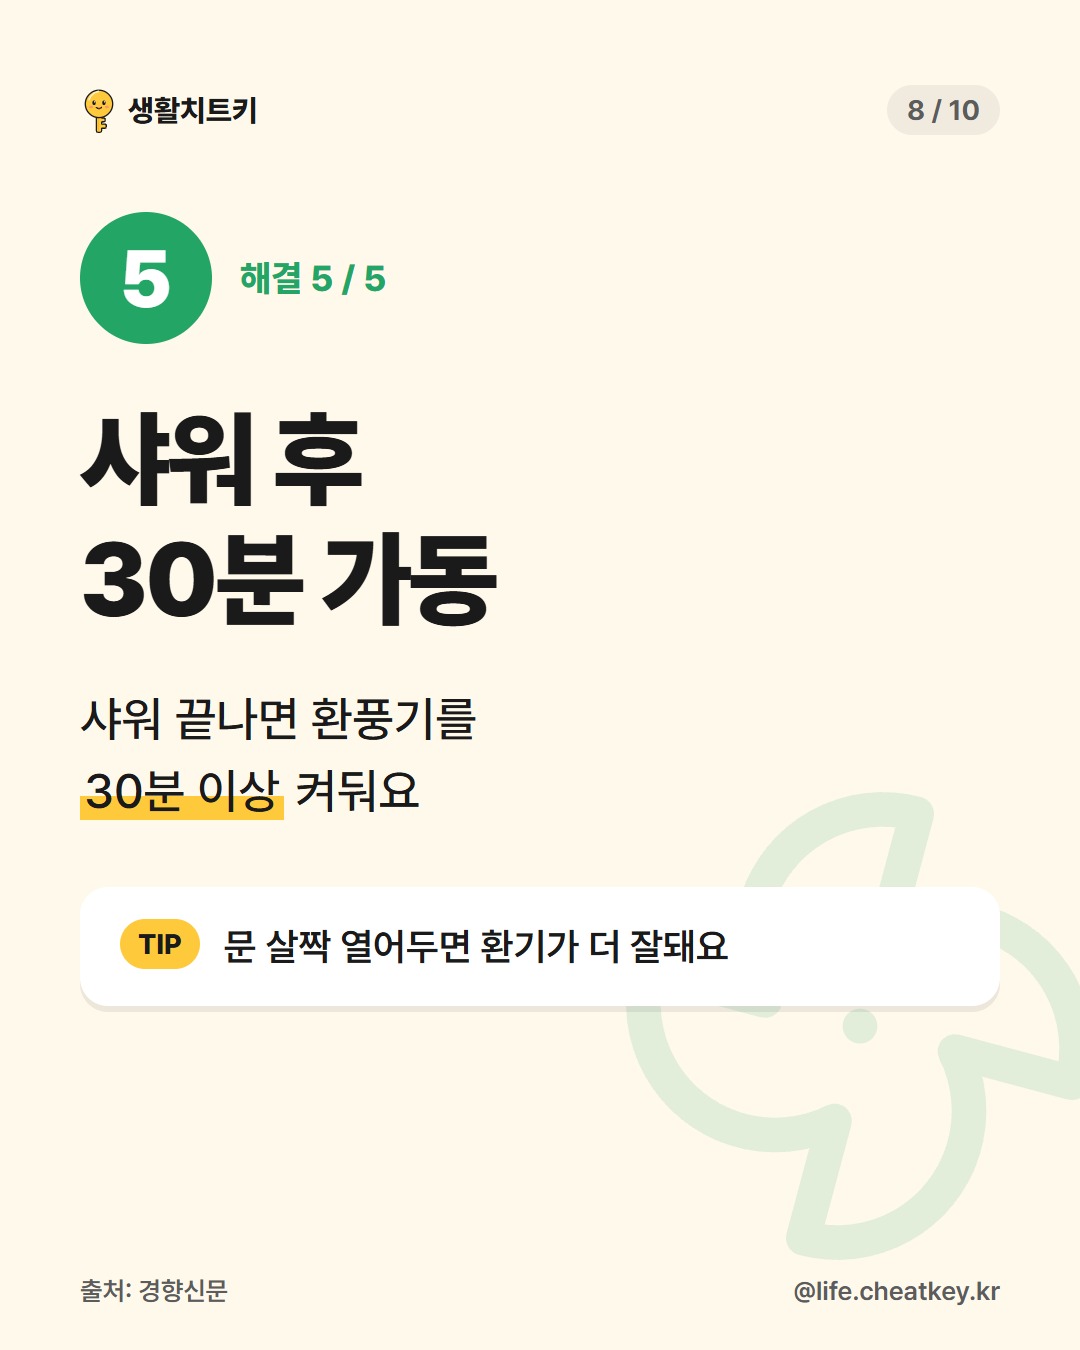 생활치트키
8 / 10
5
해결 5 / 5
샤워 후
30분 가동
샤워 끝나면 환풍기를
30분 이상 켜둬요
TIP 문 살짝 열어두면 환기가 더 잘돼요
출처: 경향신문
@life.cheatkey.kr